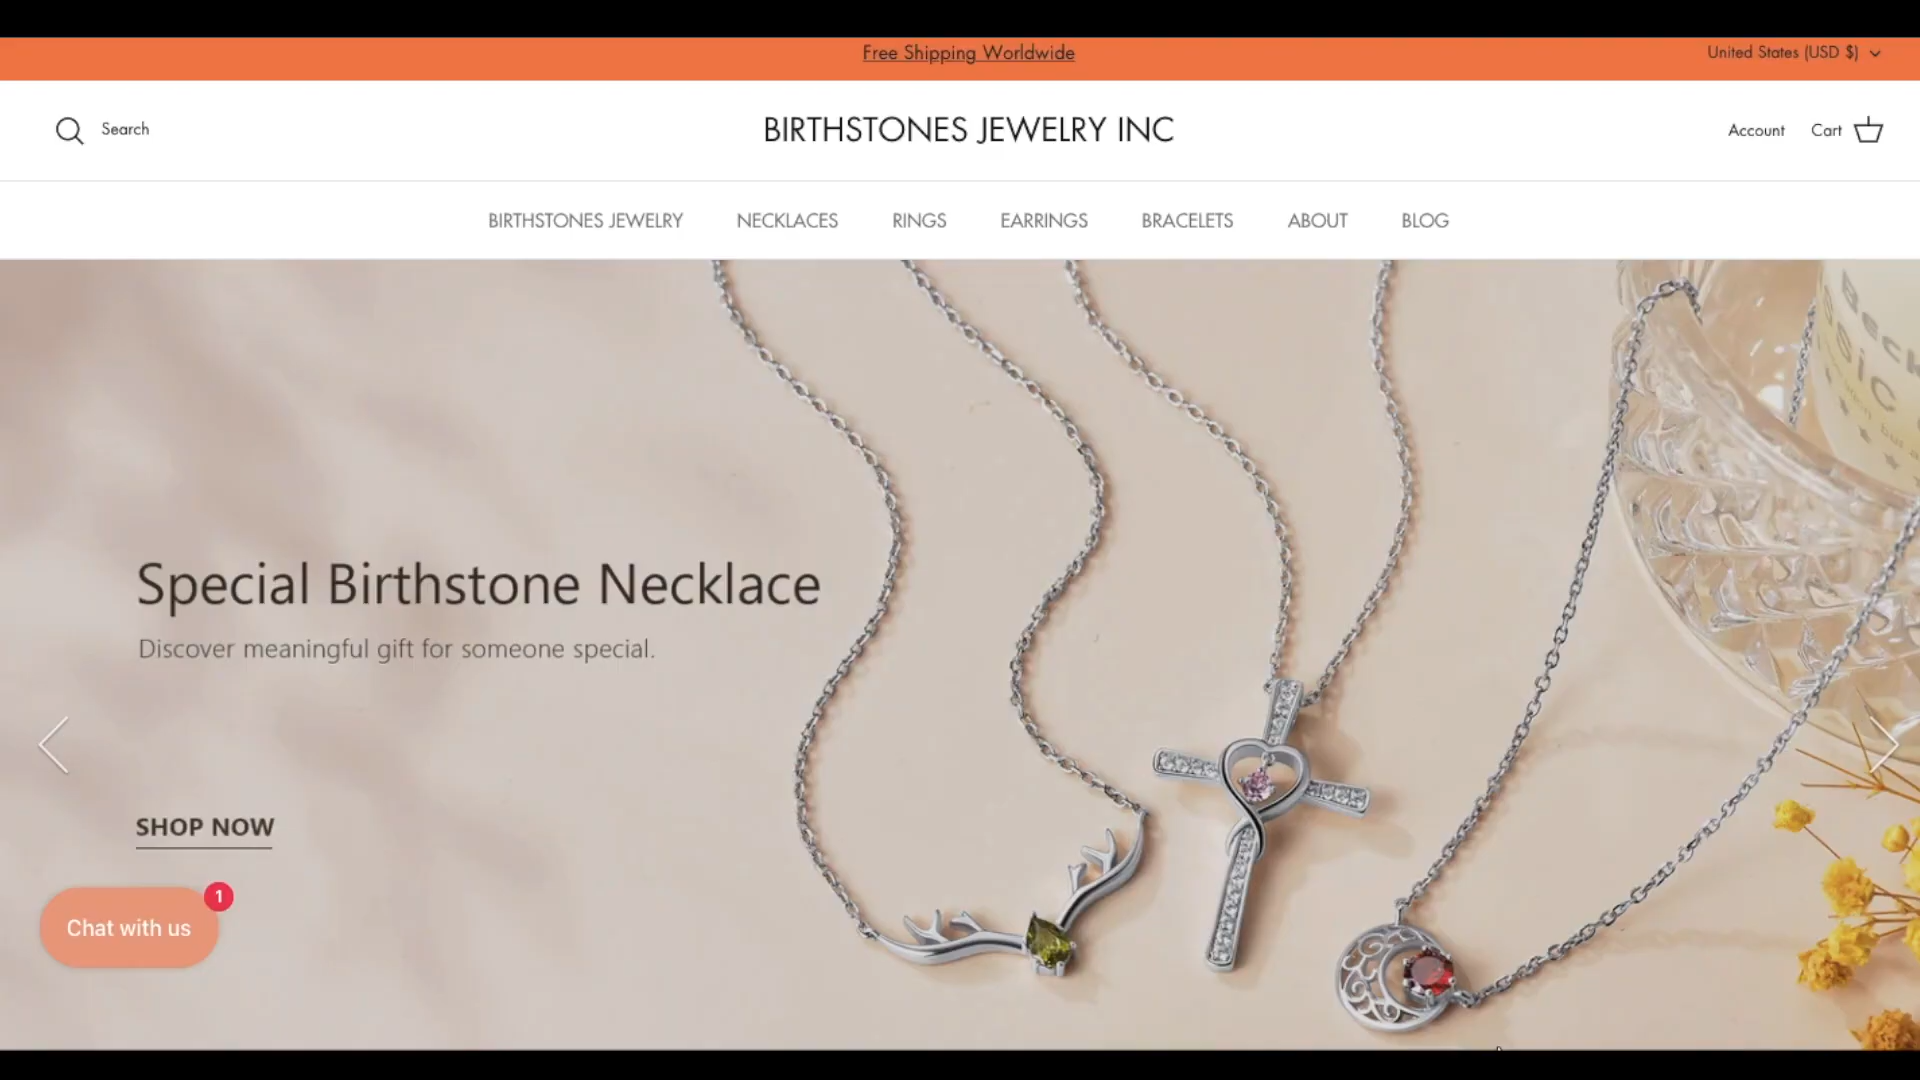 Free Shipping Worldwide
United States (USD $)
Search
BIRTHSTONES JEWELRY INC
Account
Cart
BIRTHSTONES JEWELRY
NECKLACES
RINGS
EARRINGS
BRACELETS
ABOUT
BLOG
Special Birthstone Necklace
Discover meaningful gift for someone special.
SHOP NOW
1
Chat with us